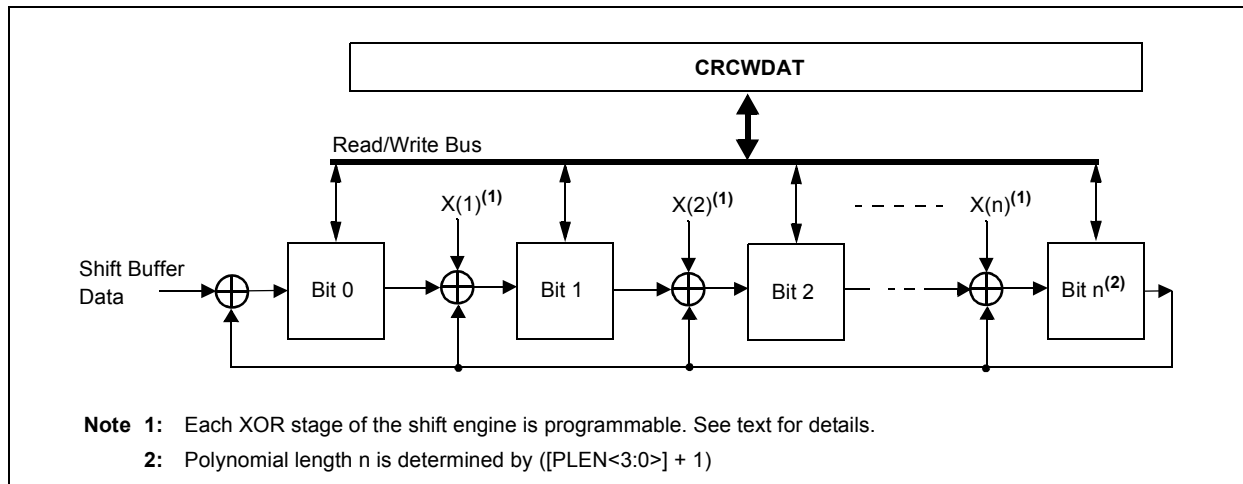 CRCWDAT
Read/Write Bus
X(1)(1)
X(2)(1)
X(n)(1)
Shift Buffer
Data
Bit 0
Bit 1
Bit 2
Bit n(2)
Note 1: Each XOR stage of the shift engine is programmable. See text for details.
2: Polynomial length n is determined by ([PLEN<3:0>] + 1)